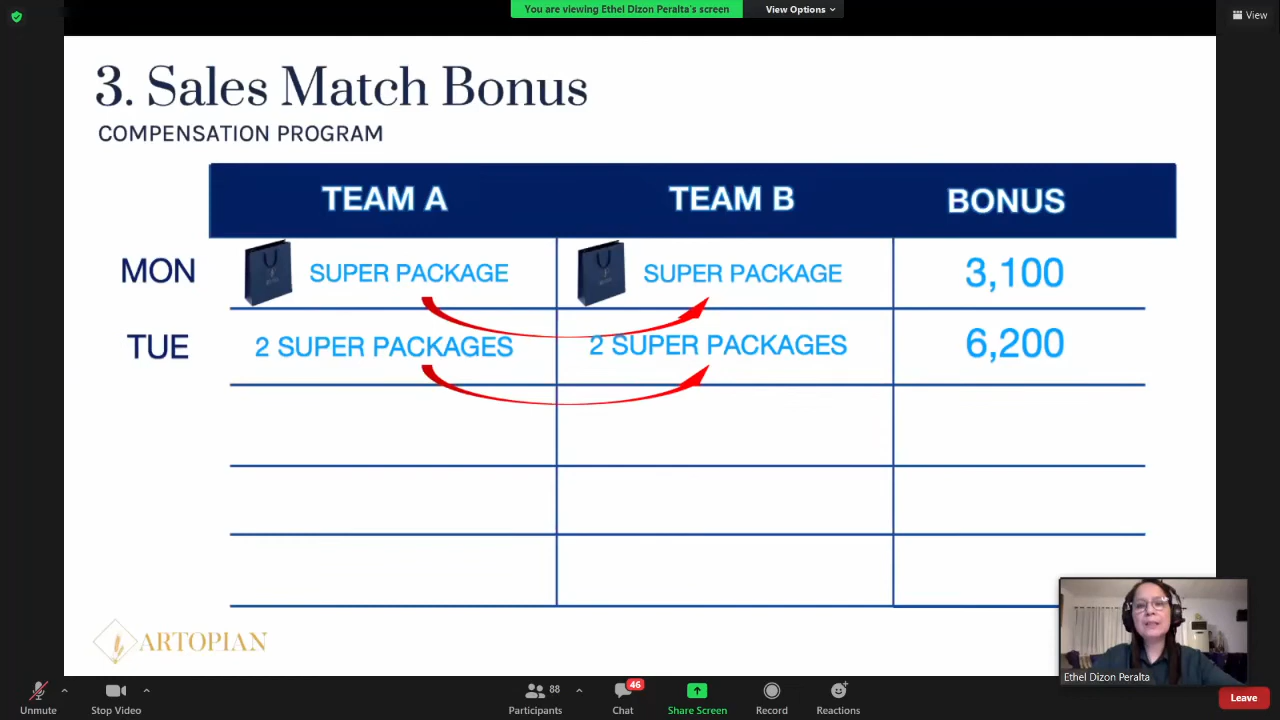 You are viewing Ethel Dizon Peralta's screen
View Options
View
3. Sales Match Bonus
COMPENSATION PROGRAM
TEAM A TEAM B BONUS
MON SUPER PACKAGE SUPER PACKAGE 3,100
TUE 2 SUPER PACKAGES 2 SUPER PACKAGES 6,200
ARTOPIAN
Ethel Dizon Peralta
Unmute Stop Video Participants 88 Chat 46 Share Screen Record Reactions Leave